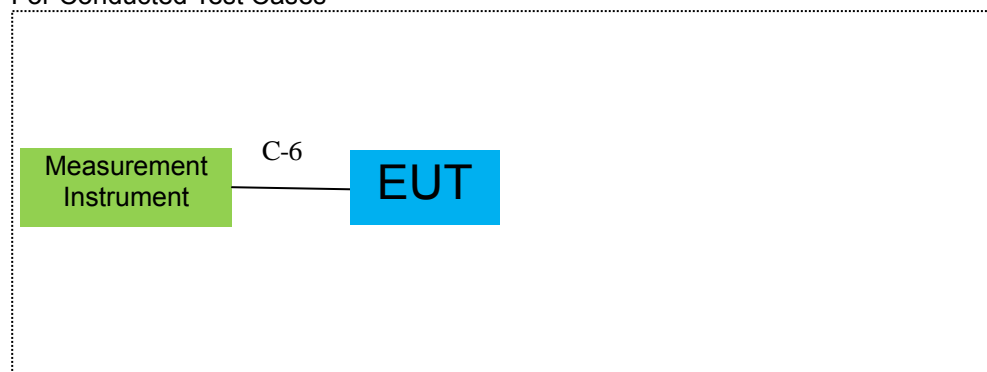 For Conducted Test Cases
Measurement
Instrument
C-6
EUT